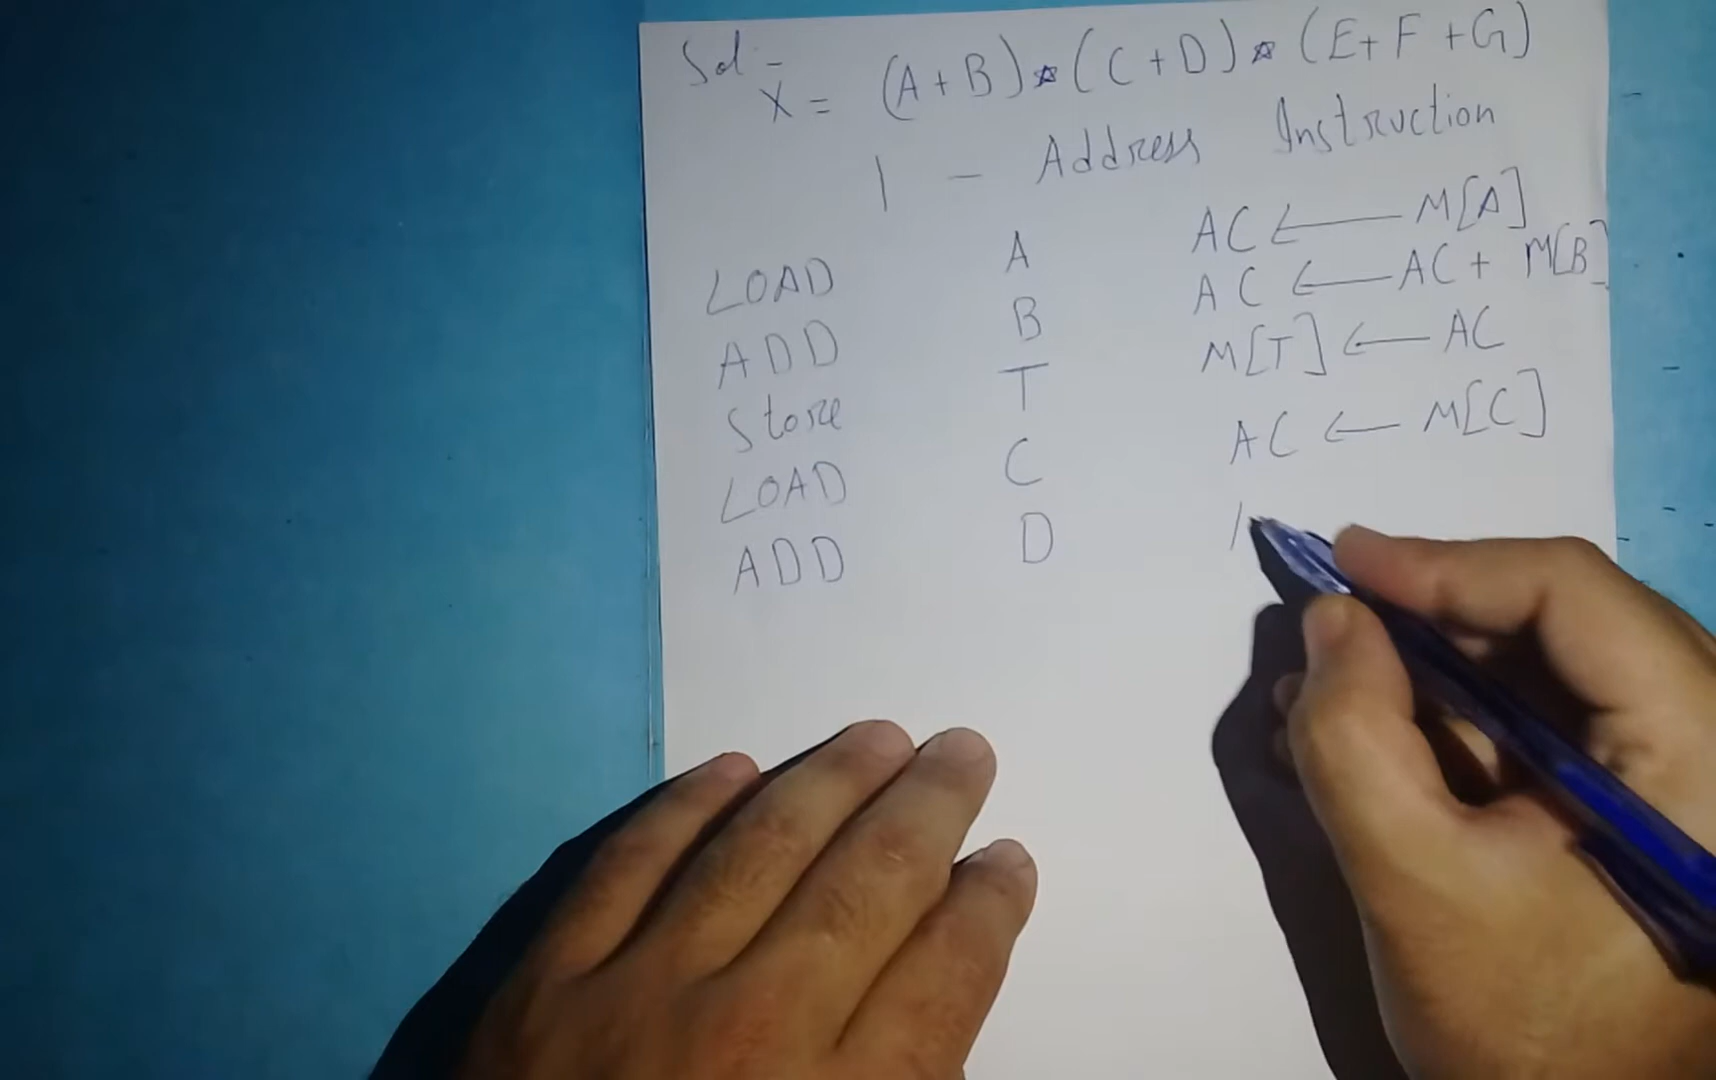 Sol -
X = (A + B) * (C + D) * (E + F + G)
1 - Address Instruction
LOAD A AC ← M[A]
ADD B AC ← AC + M[B]
Store T M[T] ← AC
LOAD C AC ← M[C]
ADD D